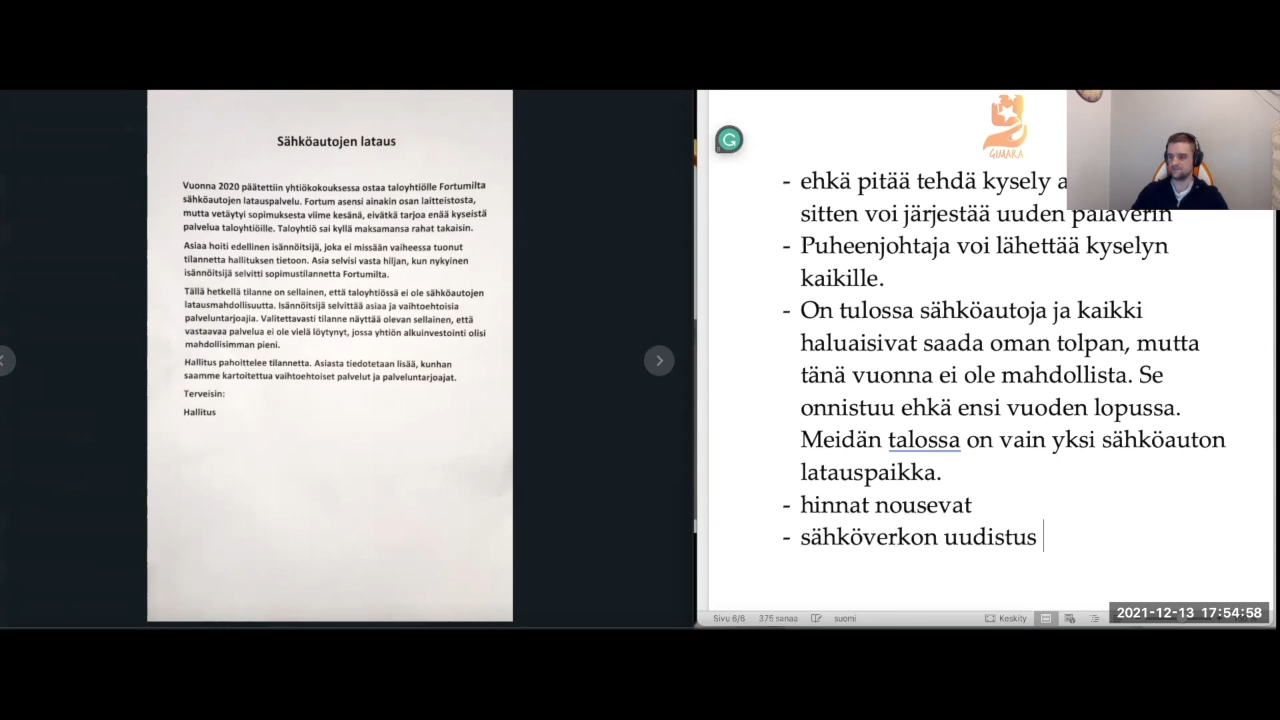 Sähköautojen lataus
Vuonna 2020 päätettiin yhtiökokouksessa ostaa taloyhtiölle Fortumilta
sähköautojen latauspalvelu. Fortum asensi ainakin osan laitteistosta,
mutta vetäytyi sopimuksesta viime kesänä, eivätkä tarjoa enää kyseistä
palvelua taloyhtiöille. Taloyhtiö sai kyllä maksamansa rahat takaisin.
Asiaa hoiti edellinen isännöitsijä, joka ei missään vaiheessa tuonut
tilannetta hallituksen tietoon. Asia selvisi vasta hiljan, kun nykyinen
isännöitsijä selvitti sopimustilannetta Fortumilta.
Tällä hetkellä tilanne on sellainen, että taloyhtiössä ei ole sähköautojen
latausmahdollisuutta. Isännöitsijä selvittää asiaa ja vaihtoehtoisia
palveluntarjoajia. Valitettavasti tilanne näyttää olevan sellainen, että
vastaavaa palvelua ei ole vielä löytynyt, jossa yhtiön alkuinvestointi olisi
mahdollisimman pieni.
Hallitus pahoittelee tilannetta. Asiasta tiedotetaan lisää, kunhan
saamme kartoitettua vaihtoehtoiset palvelut ja palveluntarjoajat.
Terveisin:
Hallitus
G
GIMARA
- ehkä pitää tehdä kysely a
sitten voi järjestää uuden palaverin
- Puheenjohtaja voi lähettää kyselyn
kaikille.
- On tulossa sähköautoja ja kaikki
haluaisivat saada oman tolpan, mutta
tänä vuonna ei ole mahdollista. Se
onnistuu ehkä ensi vuoden lopussa.
Meidän talossa on vain yksi sähköauton
latauspaikka.
- hinnat nousevat
- sähköverkon uudistus
Sivu 6/6 375 sanaa suomi Keskity
2021-12-13 17:54:58